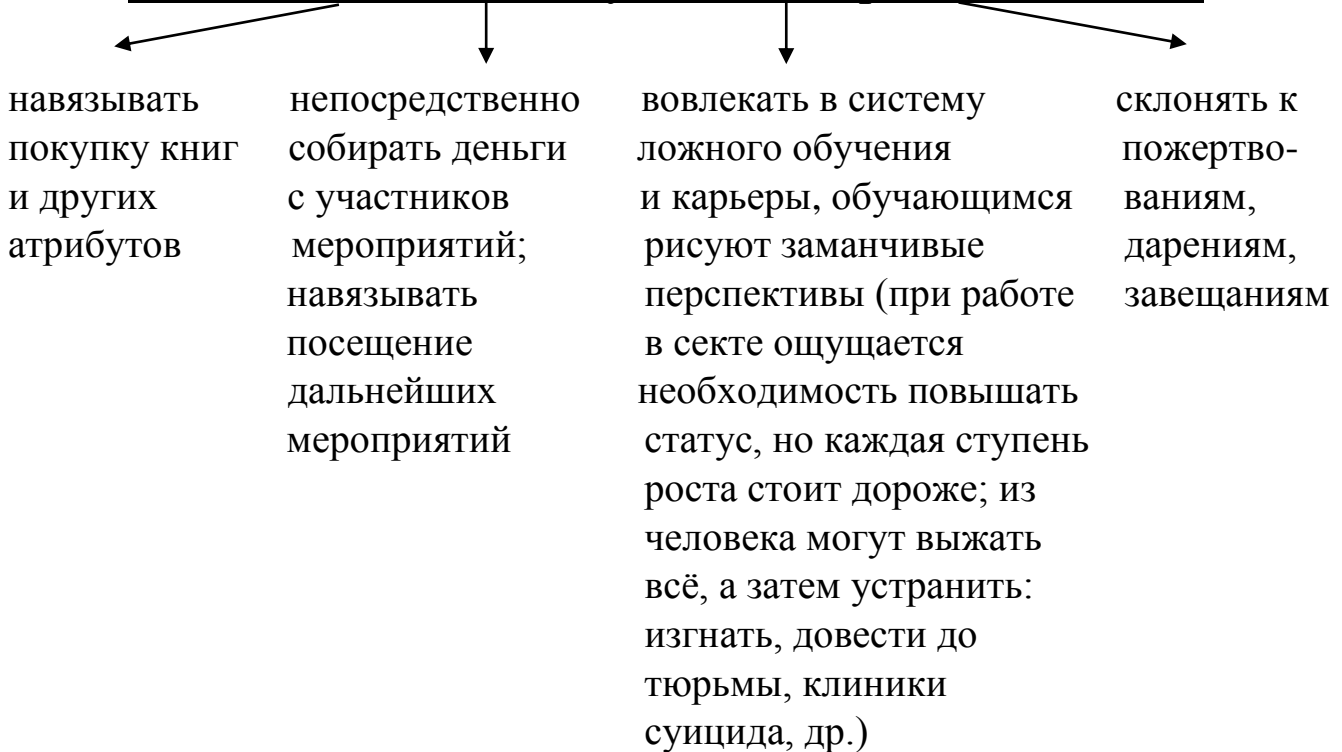 навязывать
покупку книг
и других
атрибутов
непосредственно
собирать деньги
с участников
мероприятий;
навязывать
посещение
дальнейших
мероприятий
вовлекать в систему
ложного обучения
и карьеры, обучающимся
рисуют заманчивые
перспективы (при работе
в секте ощущается
необходимость повышать
статус, но каждая ступень
роста стоит дороже; из
человека могут выжать
всё, а затем устранить:
изгнать, довести до
тюрьмы, клиники
суицида, др.)
склонять к
пожертво-
ваниям,
дарениям,
завещаниям